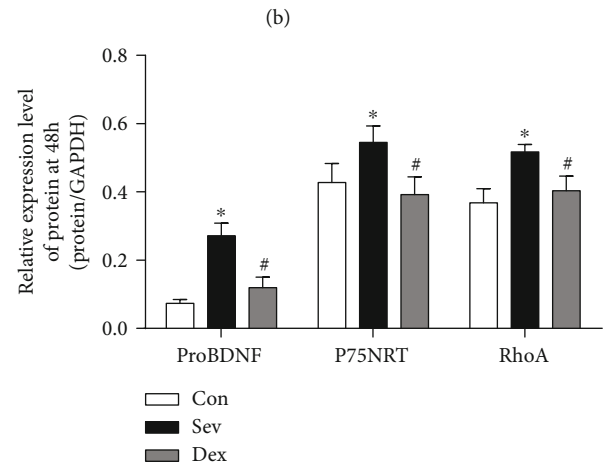 (b)
Relative expression level
of protein at 48h
(protein/GAPDH)
0.8
0.6
0.4
0.2
0.0
*
#
*
#
*
#
ProBDNF P75NRT RhoA
Con
Sev
Dex